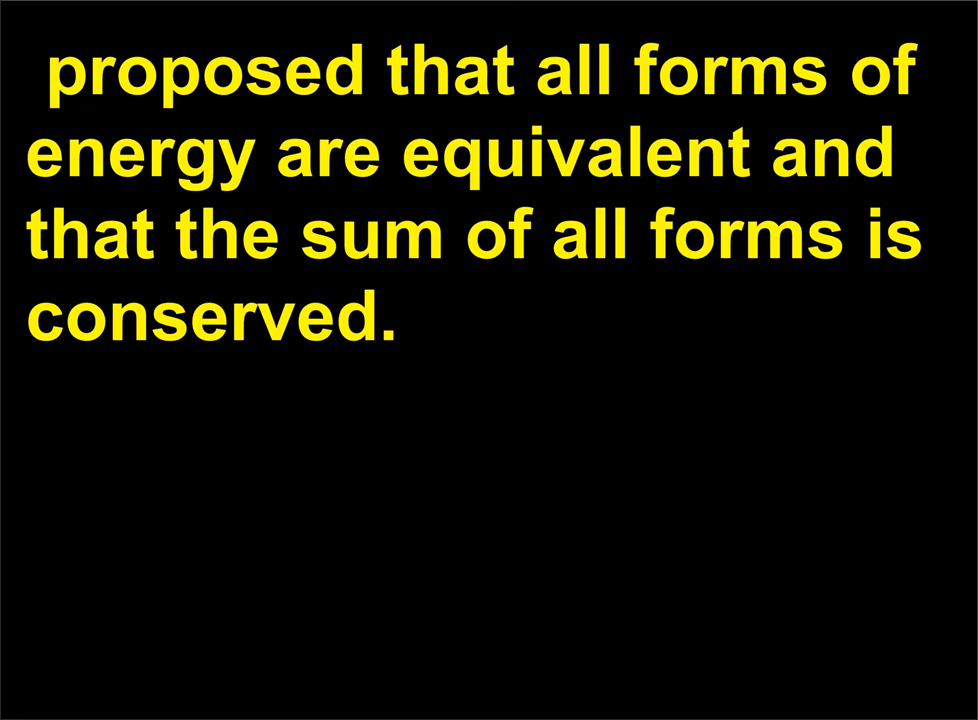 proposed that all forms of
energy are equivalent and
that the sum of all forms is
conserved.